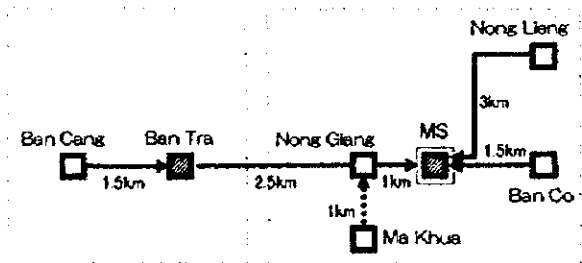 Nong Lieng
3km
Ban Cang
Ban Tra
Nong Giang
MS
1.5km
1.5km
2.5km
1km
Ban Co
1km
Ma Khua